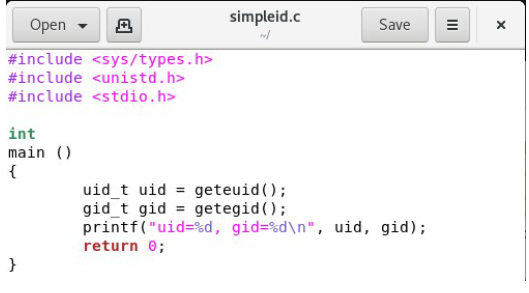 Open
simpleid.c
~/
Save
#include <sys/types.h>
#include <unistd.h>
#include <stdio.h>

int
main ()
{
        uid_t uid = geteuid();
        gid_t gid = getegid();
        printf("uid=%d, gid=%d\n", uid, gid);
        return 0;
}